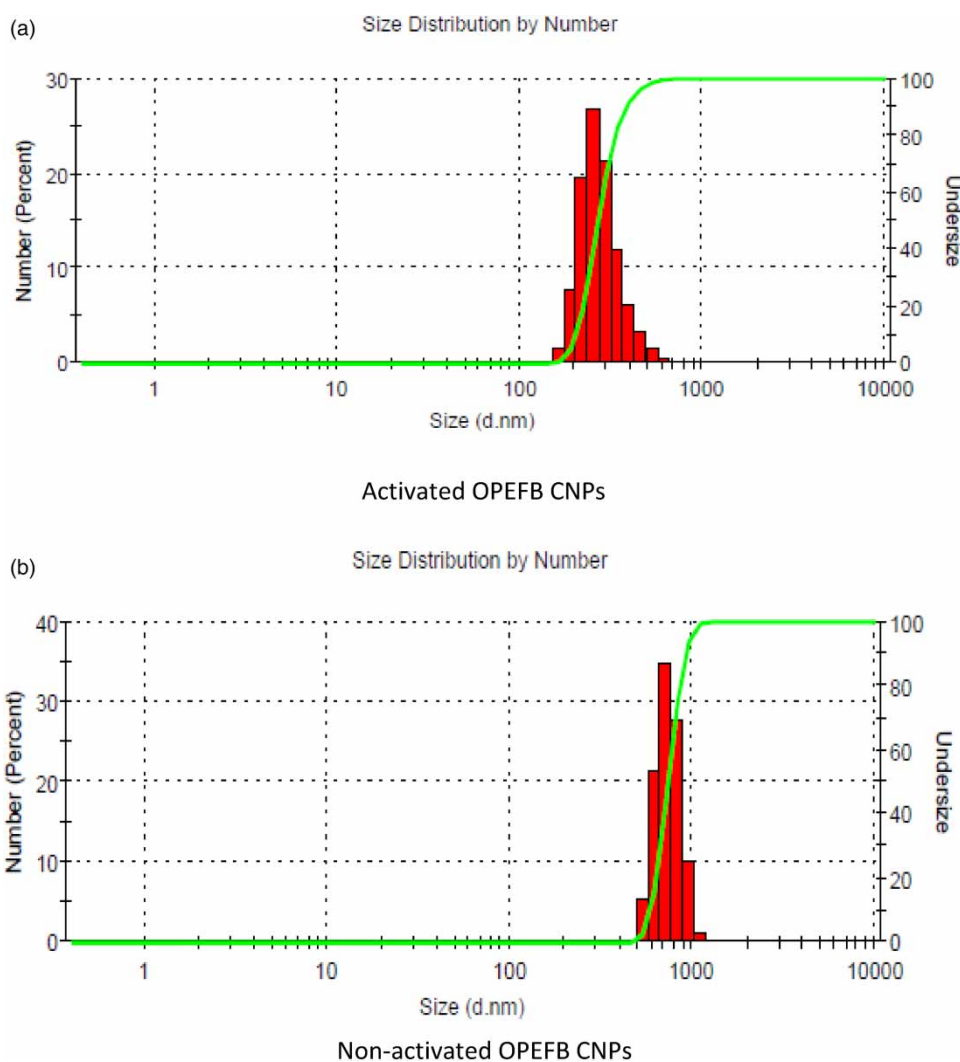 (a)
Size Distribution by Number
30
20
10
0
Number (Percent)
100
80
60
40
20
0
Undersize
1 10 100 1000 10000
Size (d.nm)
Activated OPEFB CNPs
(b)
Size Distribution by Number
40
30
20
10
0
Number (Percent)
100
80
60
40
20
0
Undersize
1 10 100 1000 10000
Size (d.nm)
Non-activated OPEFB CNPs